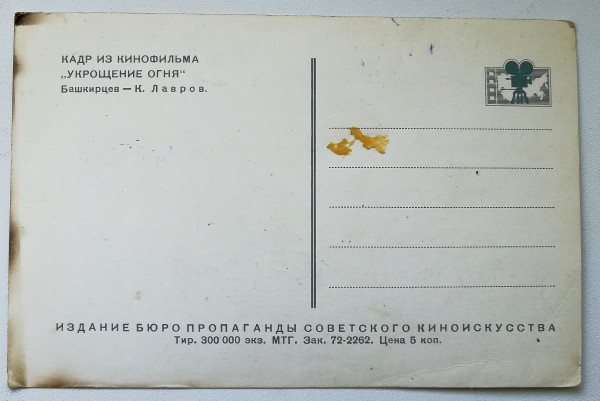 КАДР ИЗ КИНОФИЛЬМА
„УКРОЩЕНИЕ ОГНЯ“
Башкирцев — К. Лавров.
ИЗДАНИЕ БЮРО ПРОПАГАНДЫ СОВЕТСКОГО КИНОИСКУССТВА
Тир. 300 000 экз. МТГ. Зак. 72-2262. Цена 5 коп.